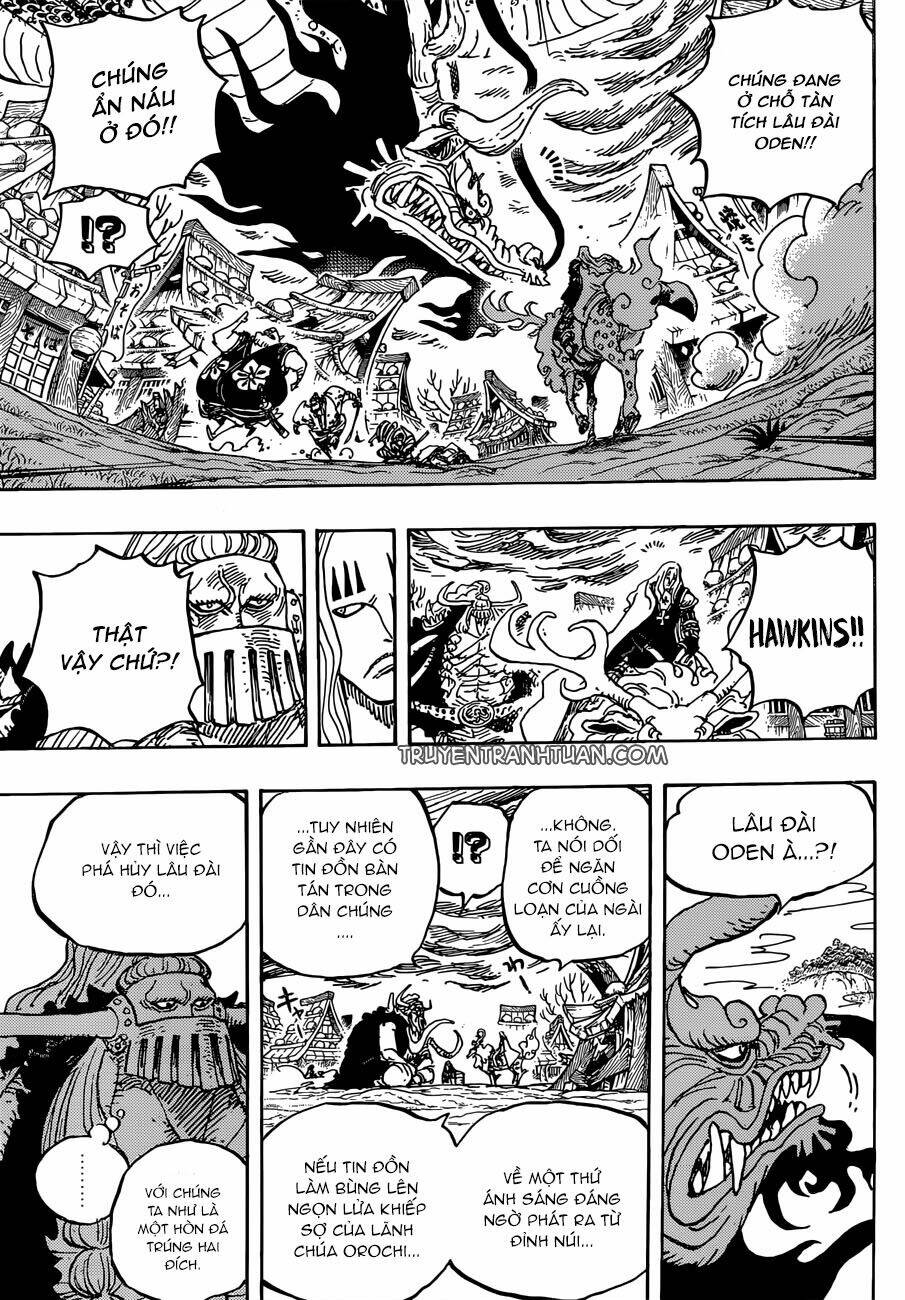 CHÚNG ĐANG
Ở CHỖ TÀN
TÍCH LÂU ĐÀI
ODEN!!
CHÚNG
ẨN NÁU
Ở ĐÓ!!
!?
おそば
HAWKINS!!
THẬT
VẬY CHỨ?!
TRUYENTRANHTUAN.COM
LÂU ĐÀI
ODEN À...?!
...KHÔNG.
TA NÓI DỐI
ĐỂ NGĂN
CƠN CUỒNG
LOẠN CỦA NGÀI
ẤY LẠI.
!?
...TUY NHIÊN
GẦN ĐÂY CÓ
TIN ĐỒN BÀN
TÁN TRONG
DÂN CHÚNG
....
VỀ MỘT THỨ
ÁNH SÁNG ĐÁNG
NGỜ PHÁT RA TỪ
ĐỈNH NÚI...
NẾU TIN ĐỒN
LÀM BÙNG LÊN
NGỌN LỬA KHIẾP
SỢ CỦA LÃNH
CHÚA OROCHI...
VẬY THÌ VIỆC
PHÁ HỦY LÂU ĐÀI
ĐÓ...
VỚI CHÚNG
TA NHƯ LÀ
MỘT HÒN ĐÁ
TRÚNG HAI
ĐÍCH.